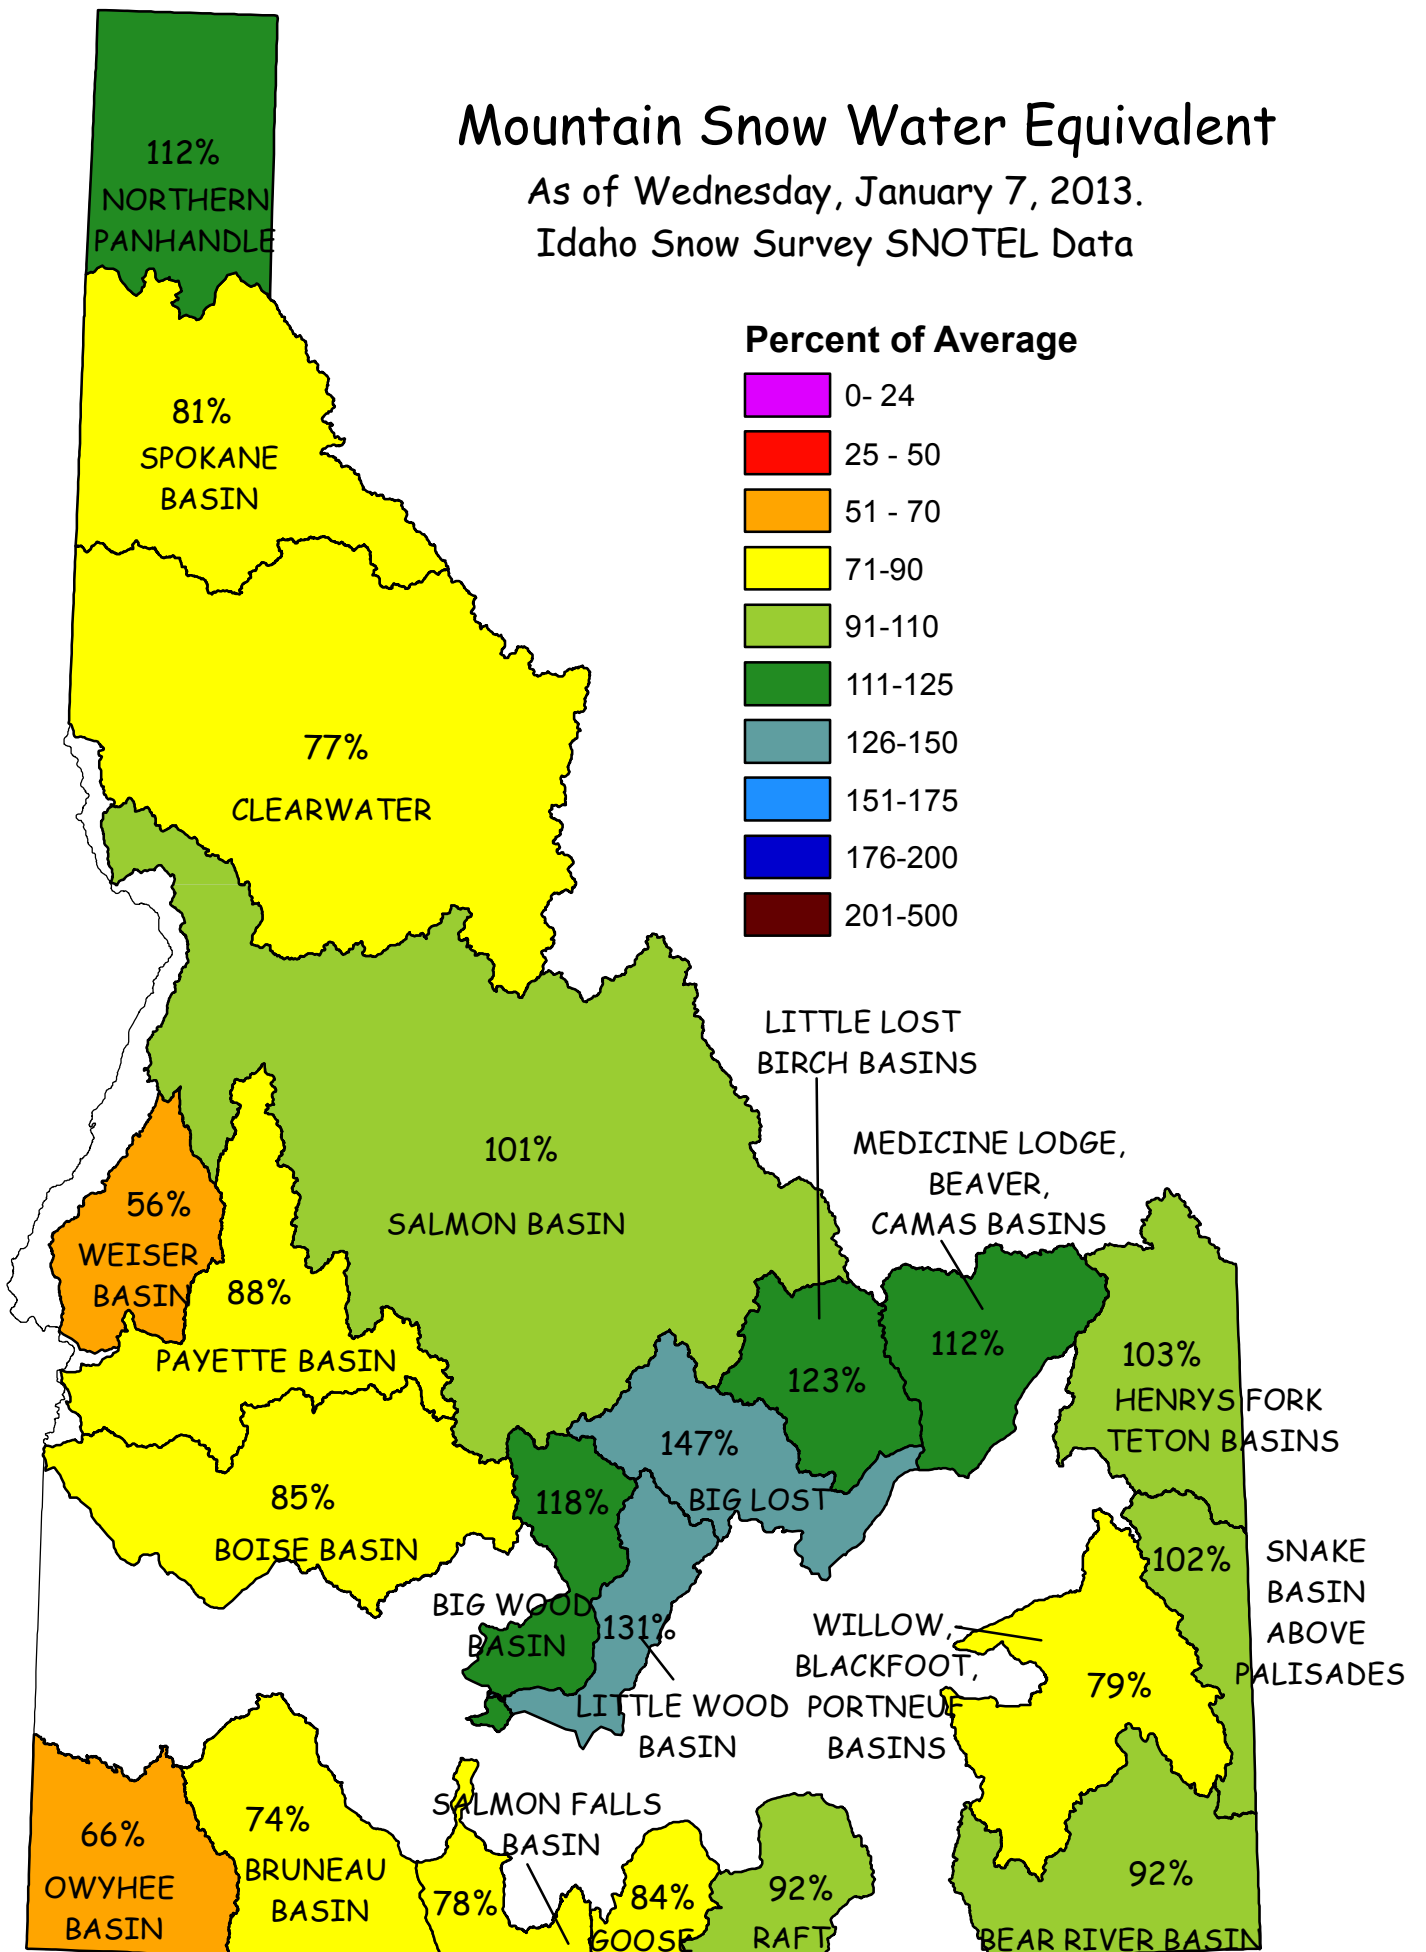 Mountain Snow Water Equivalent
As of Wednesday, January 7, 2013.
Idaho Snow Survey SNOTEL Data
Percent of Average
0- 24
25 - 50
51 - 70
71-90
91-110
111-125
126-150
151-175
176-200
201-500
112%
NORTHERN
PANHANDLE
81%
SPOKANE
BASIN
77%
CLEARWATER
101%
SALMON BASIN
56%
WEISER
BASIN
88%
PAYETTE BASIN
85%
BOISE BASIN
LITTLE LOST
BIRCH BASINS
123%
MEDICINE LODGE,
BEAVER,
CAMAS BASINS
112%
103%
HENRYS FORK
TETON BASINS
147%
BIG LOST
118%
BIG WOOD
BASIN
131%
LITTLE WOOD
BASIN
102%
SNAKE
BASIN
ABOVE
PALISADES
WILLOW,
BLACKFOOT,
PORTNEUF
BASINS
79%
66%
OWYHEE
BASIN
74%
BRUNEAU
BASIN
SALMON FALLS
BASIN
78%
84%
GOOSE
92%
RAFT
92%
BEAR RIVER BASIN